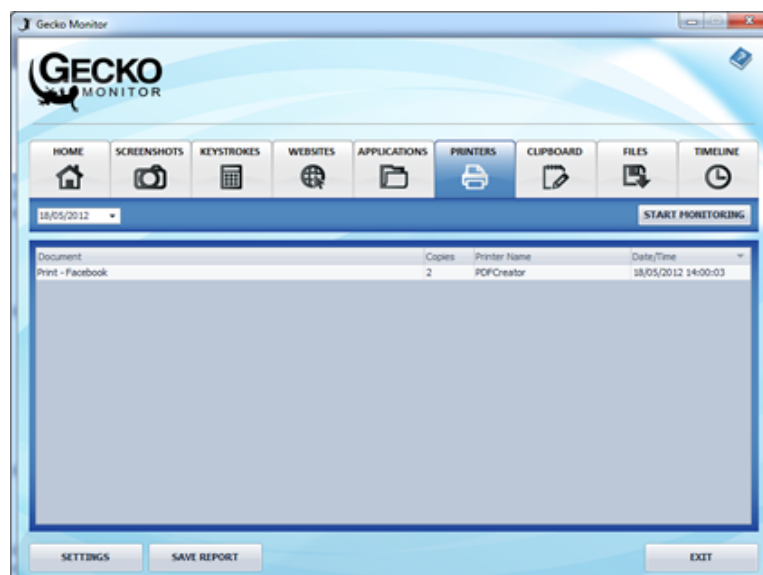 Gecko Monitor
GECKO
MONITOR
HOME SCREENSHOTS KEYSTROKES WEBSITES APPLICATIONS PRINTERS CLIPBOARD FILES TIMELINE
18/05/2012 START MONITORING
Document Copies Printer Name Date/Time
Print - Facebook 2 PDFCreator 18/05/2012 14:00:03
SETTINGS SAVE REPORT EXIT